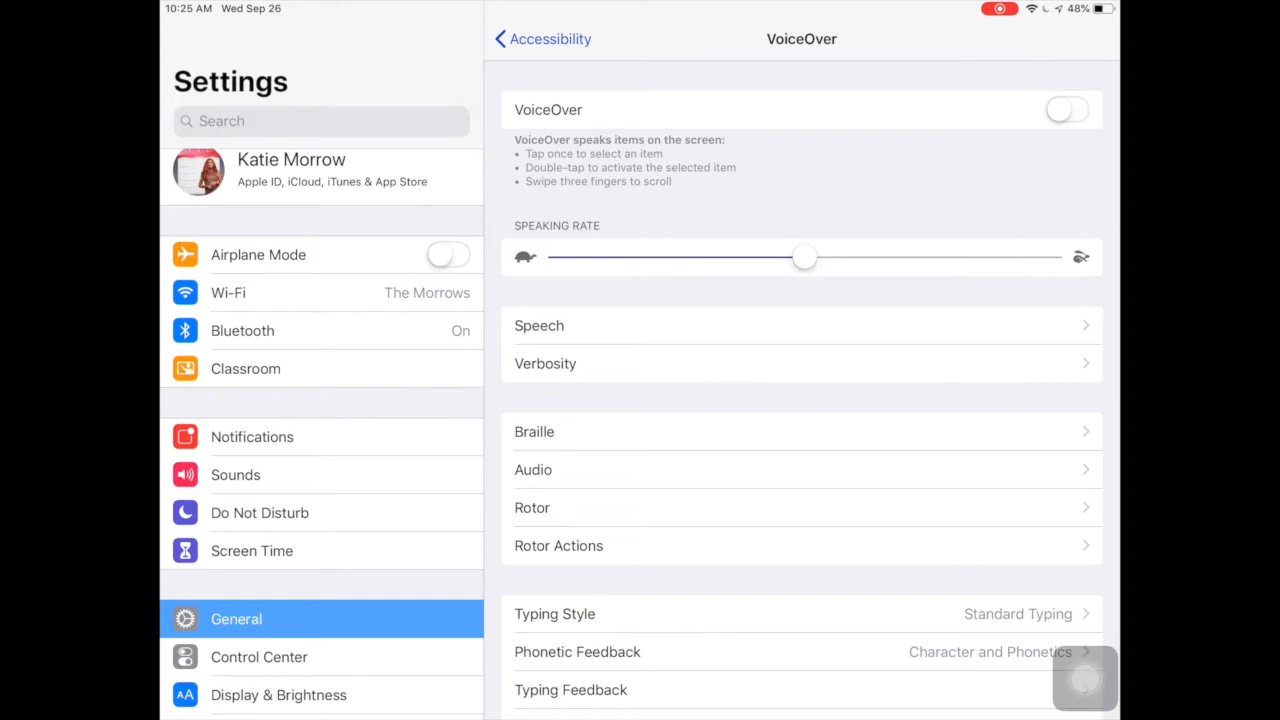 10:25 AM Wed Sep 26
48%
Settings
Search
Katie Morrow
Apple ID, iCloud, iTunes & App Store
Airplane Mode
Wi-Fi The Morrows
Bluetooth On
Classroom
Notifications
Sounds
Do Not Disturb
Screen Time
General
Control Center
AA Display & Brightness
Accessibility VoiceOver
VoiceOver
VoiceOver speaks items on the screen:
• Tap once to select an item
• Double-tap to activate the selected item
• Swipe three fingers to scroll
SPEAKING RATE
Speech
Verbosity
Braille
Audio
Rotor
Rotor Actions
Typing Style Standard Typing
Phonetic Feedback Character and Phonetics
Typing Feedback